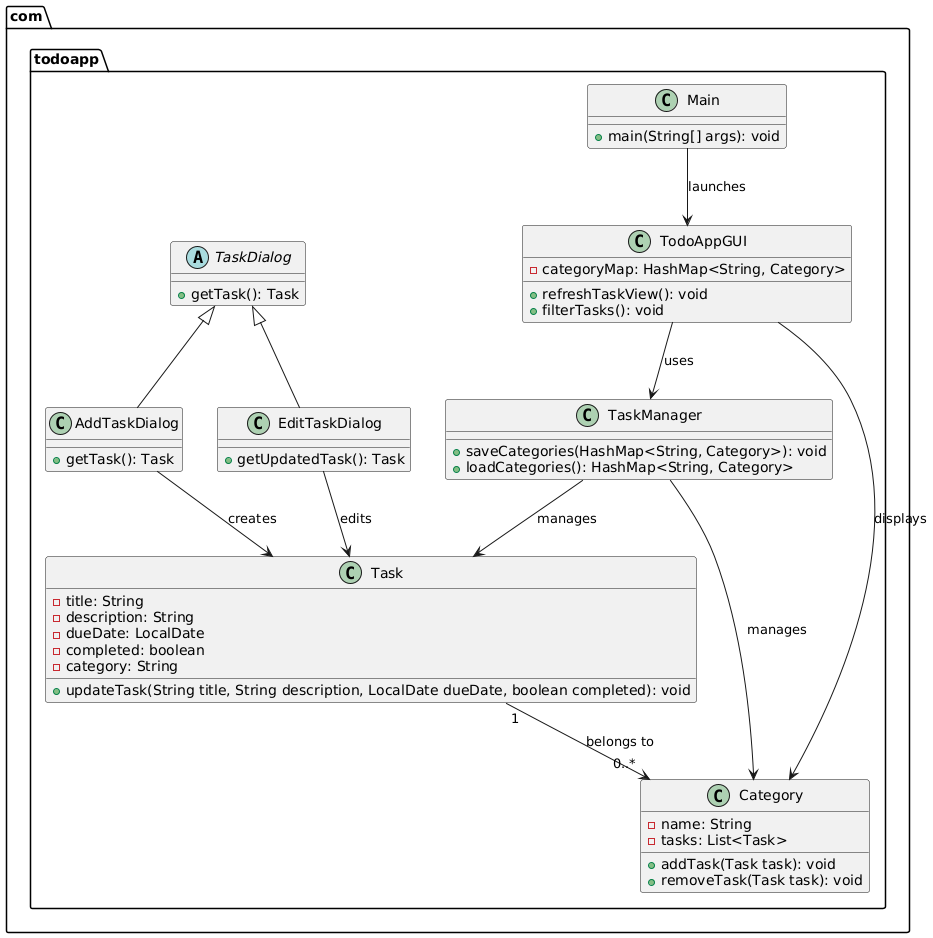 com
todoapp
C Main
main(String[] args): void
launches
C TodoAppGUI
categoryMap: HashMap<String, Category>
refreshTaskView(): void
filterTasks(): void
A TaskDialog
getTask(): Task
uses
displays
C AddTaskDialog
getTask(): Task
C EditTaskDialog
getUpdatedTask(): Task
C TaskManager
saveCategories(HashMap<String, Category>): void
loadCategories(): HashMap<String, Category>
creates
edits
manages
manages
C Task
title: String
description: String
dueDate: LocalDate
completed: boolean
category: String
updateTask(String title, String description, LocalDate dueDate, boolean completed): void
1
belongs to
0..*
C Category
name: String
tasks: List<Task>
addTask(Task task): void
removeTask(Task task): void